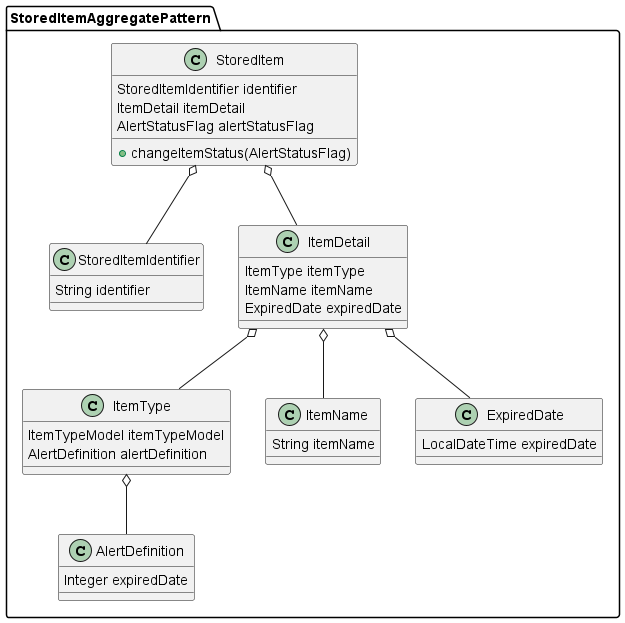 StoredItemAggregatePattern
C StoredItem
StoredItemIdentifier identifier
ItemDetail itemDetail
AlertStatusFlag alertStatusFlag
changeItemStatus(AlertStatusFlag)
C StoredItemIdentifier
String identifier
C ItemDetail
ItemType itemType
ItemName itemName
ExpiredDate expiredDate
C ItemType
ItemTypeModel itemTypeModel
AlertDefinition alertDefinition
C ItemName
String itemName
C ExpiredDate
LocalDateTime expiredDate
C AlertDefinition
Integer expiredDate